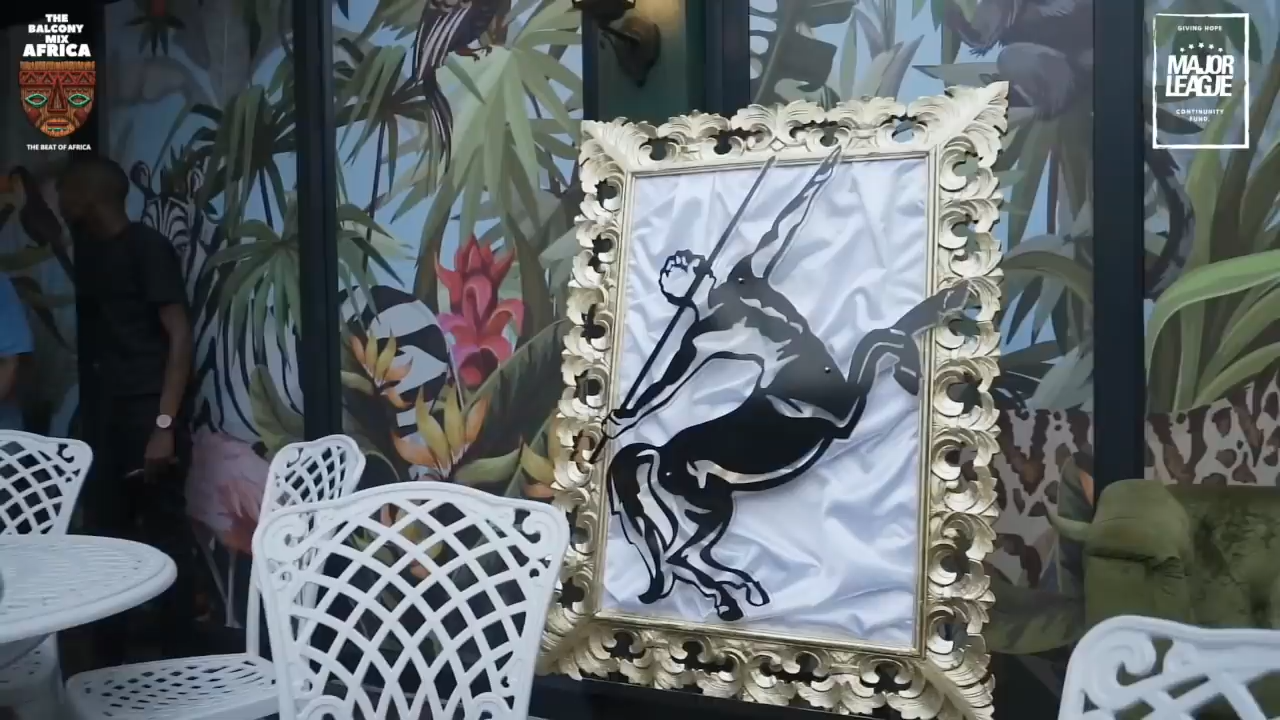 THE
BALCONY
MIX
AFRICA
THE BEAT OF AFRICA
GIVING HOPE
MAJOR
LEAGUE
CONTINUITY
FUND.